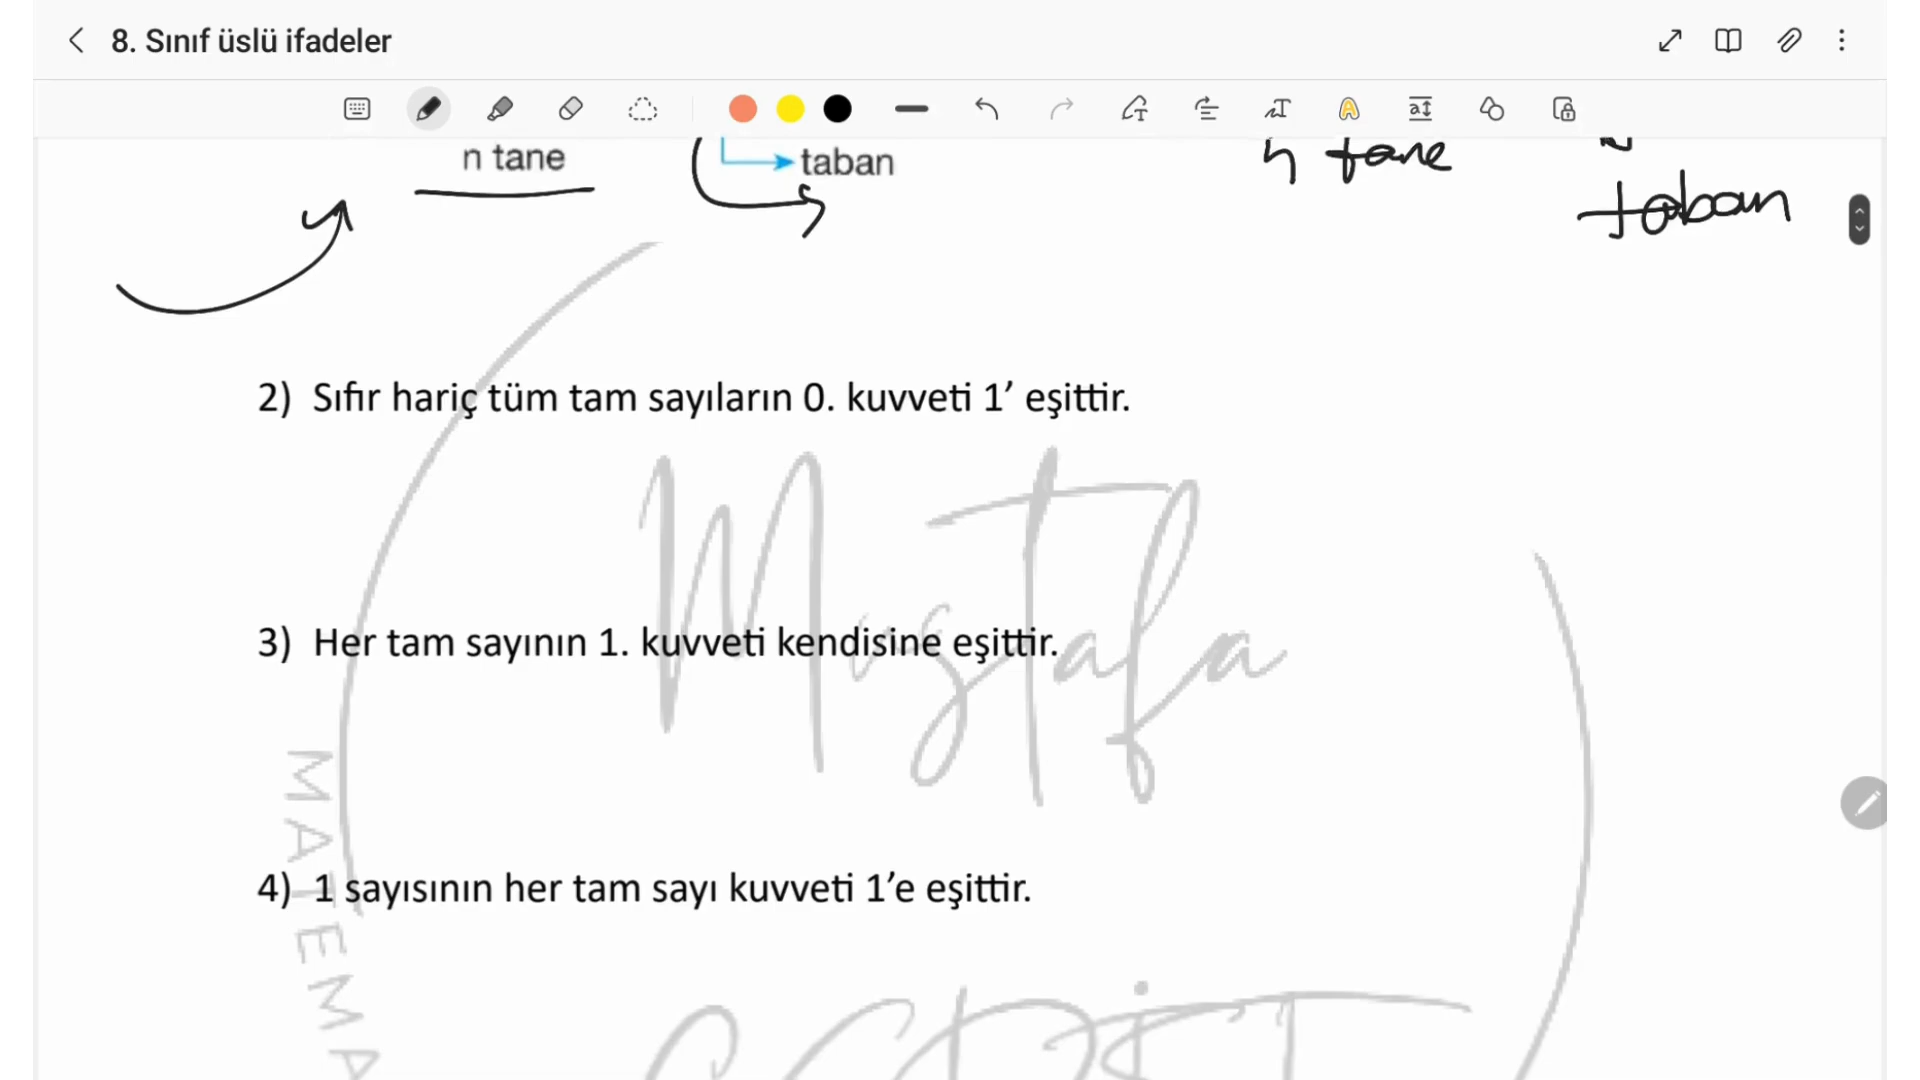 8. Sınıf üslü ifadeler
n tane
taban
n tane
taban
2) Sıfır hariç tüm tam sayıların 0. kuvveti 1' eşittir.
Mustafa
3) Her tam sayının 1. kuvveti kendisine eşittir.
4) 1 sayısının her tam sayı kuvveti 1'e eşittir.
MATEMA